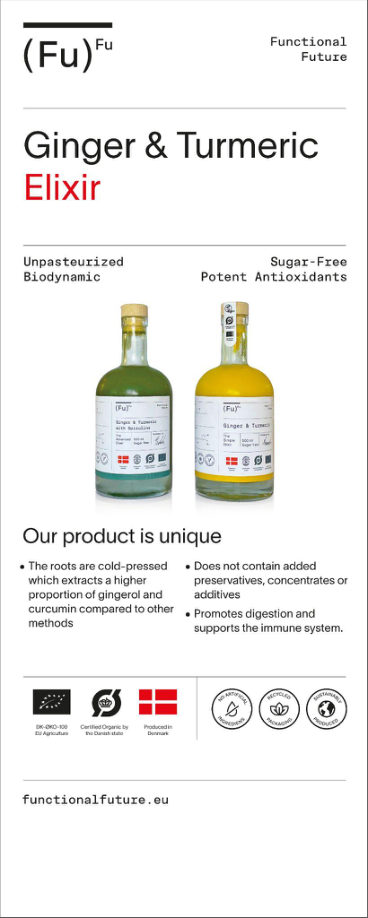 (Fu)Fu
Functional
Future
Ginger & Turmeric
Elixir
Unpasteurized
Biodynamic
Sugar-Free
Potent Antioxidants
(Fu)Fu
Ginger & Turmeric
with Spirulina
(Fu)Fu
Ginger & Turmeric
Our product is unique
• The roots are cold-pressed
which extracts a higher
proportion of gingerol and
curcumin compared to other
methods
• Does not contain added
preservatives, concentrates or
additives
• Promotes digestion and
supports the immune system.
DK-ØKO-100
EU Agriculture
Certified Organic by
the Danish state
Produced in
Denmark
NO ARTIFICIAL
INGREDIENS
RECYCLED
PACKAGING
SUSTAINABLY
PRODUCED
functionalfuture.eu